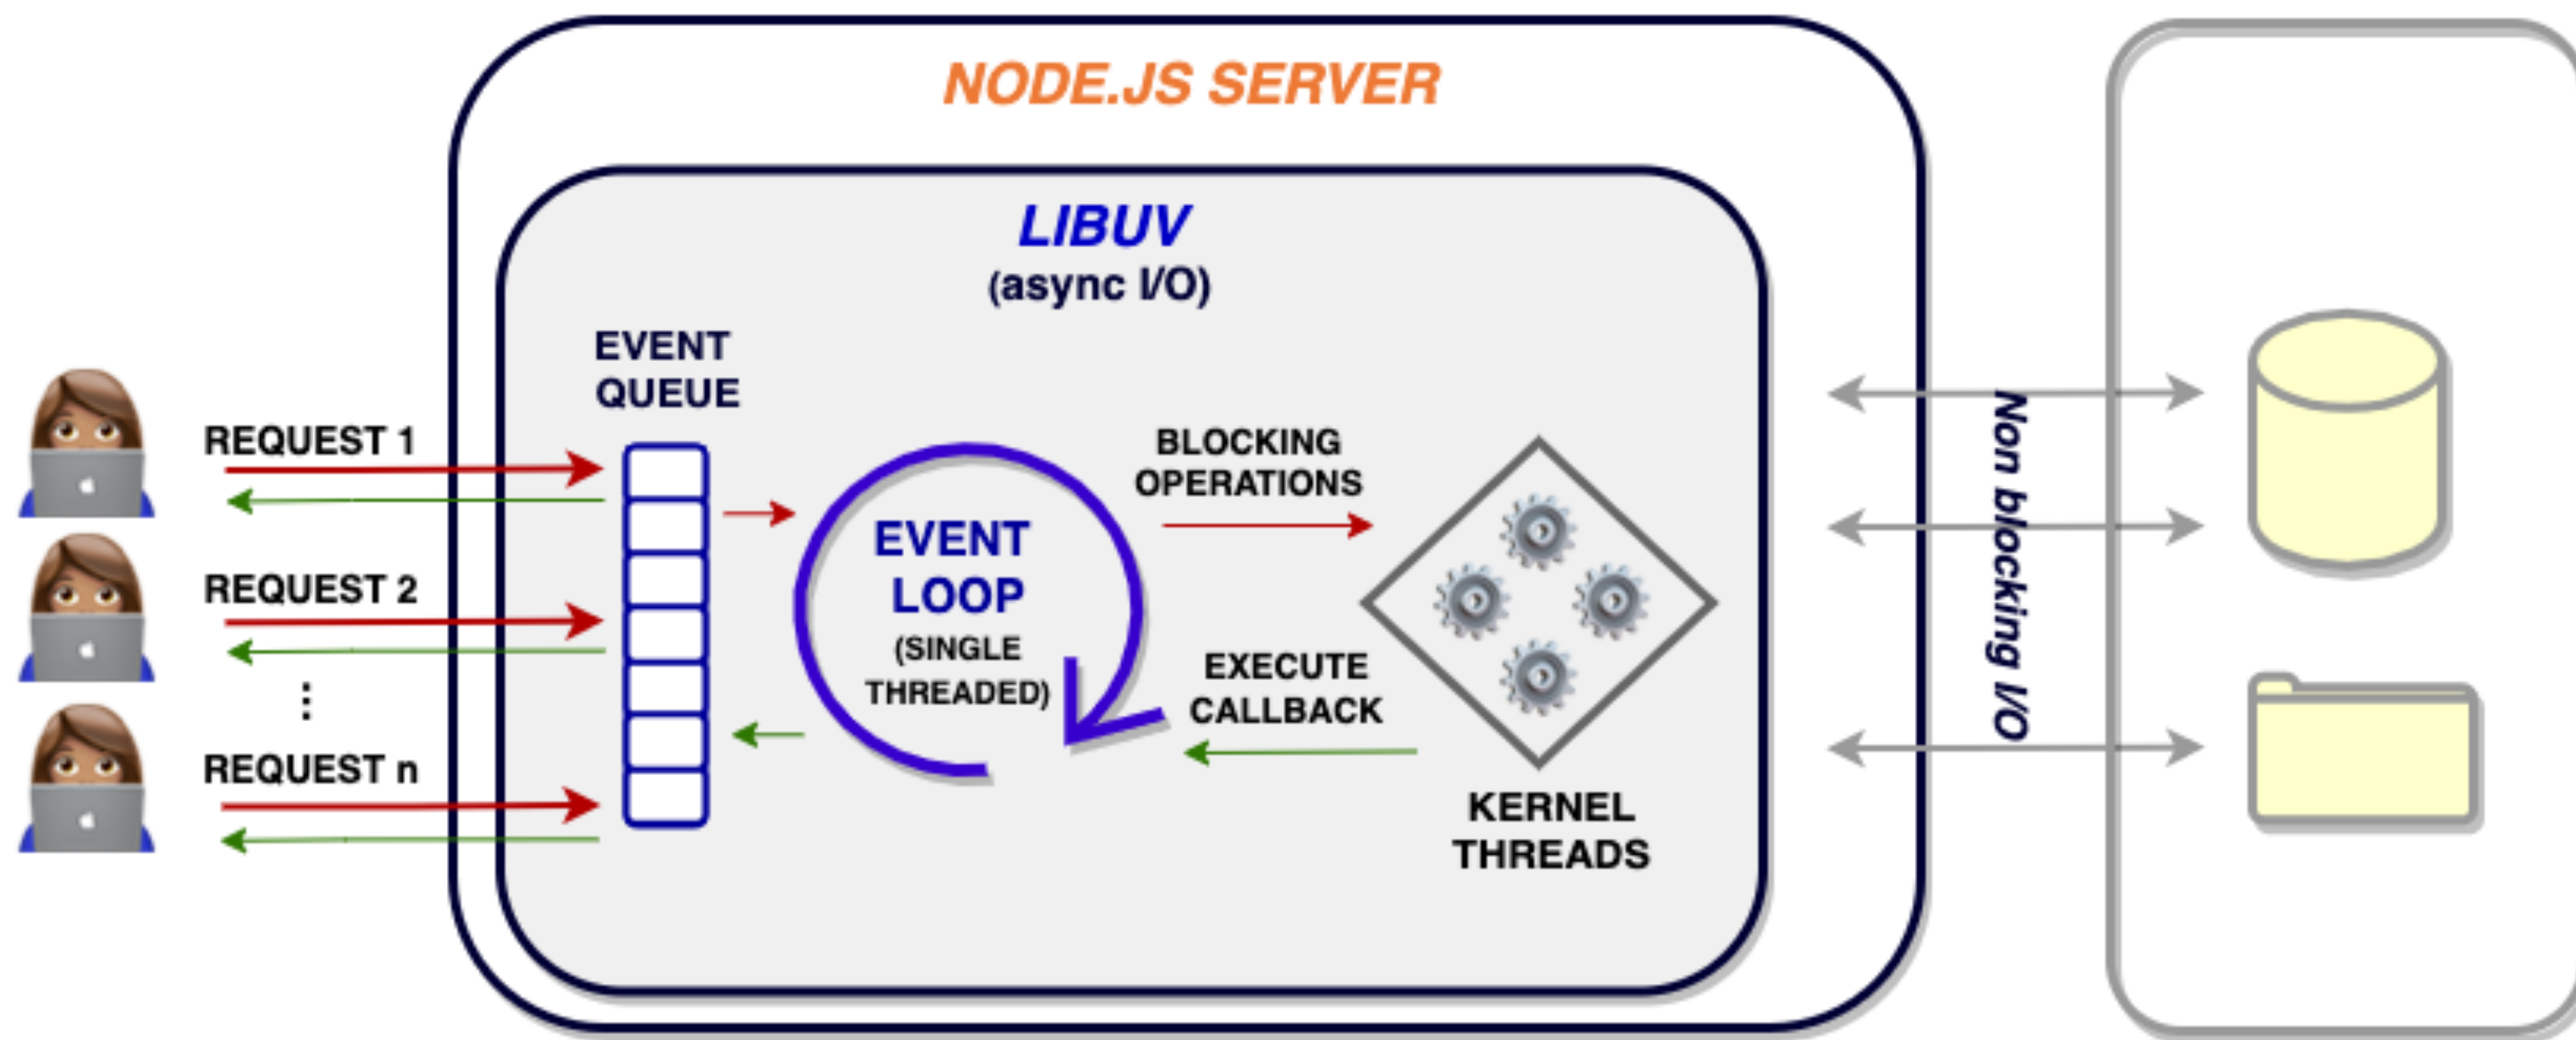 NODE.JS SERVER
LIBUV
(async I/O)
EVENT
QUEUE
REQUEST 1
REQUEST 2
⋮
REQUEST n
EVENT
LOOP
(SINGLE
THREADED)
BLOCKING
OPERATIONS
EXECUTE
CALLBACK
KERNEL
THREADS
Non blocking I/O